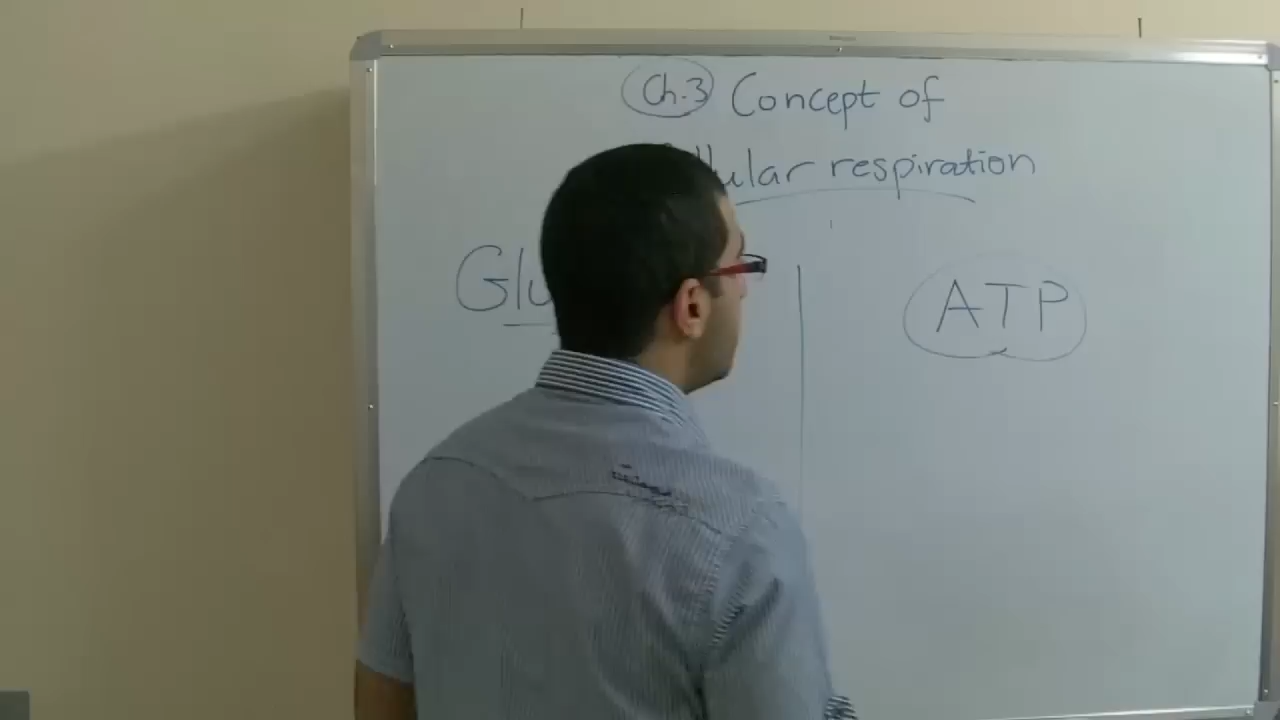 Ch.3 Concept of
llular respiration
Glu
ATP